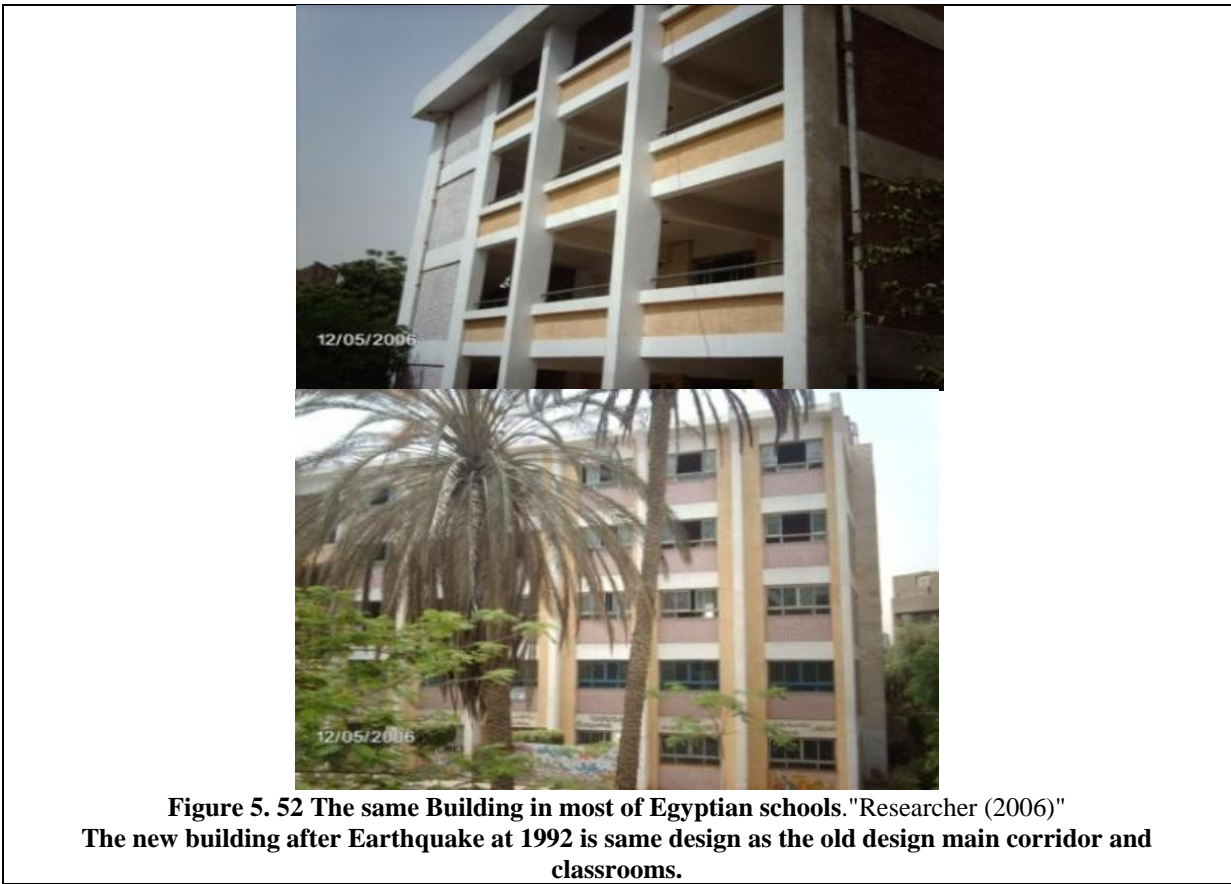 12/05/2006
12/05/2006
Figure 5. 52 The same Building in most of Egyptian schools."Researcher (2006)"
The new building after Earthquake at 1992 is same design as the old design main corridor and
classrooms.